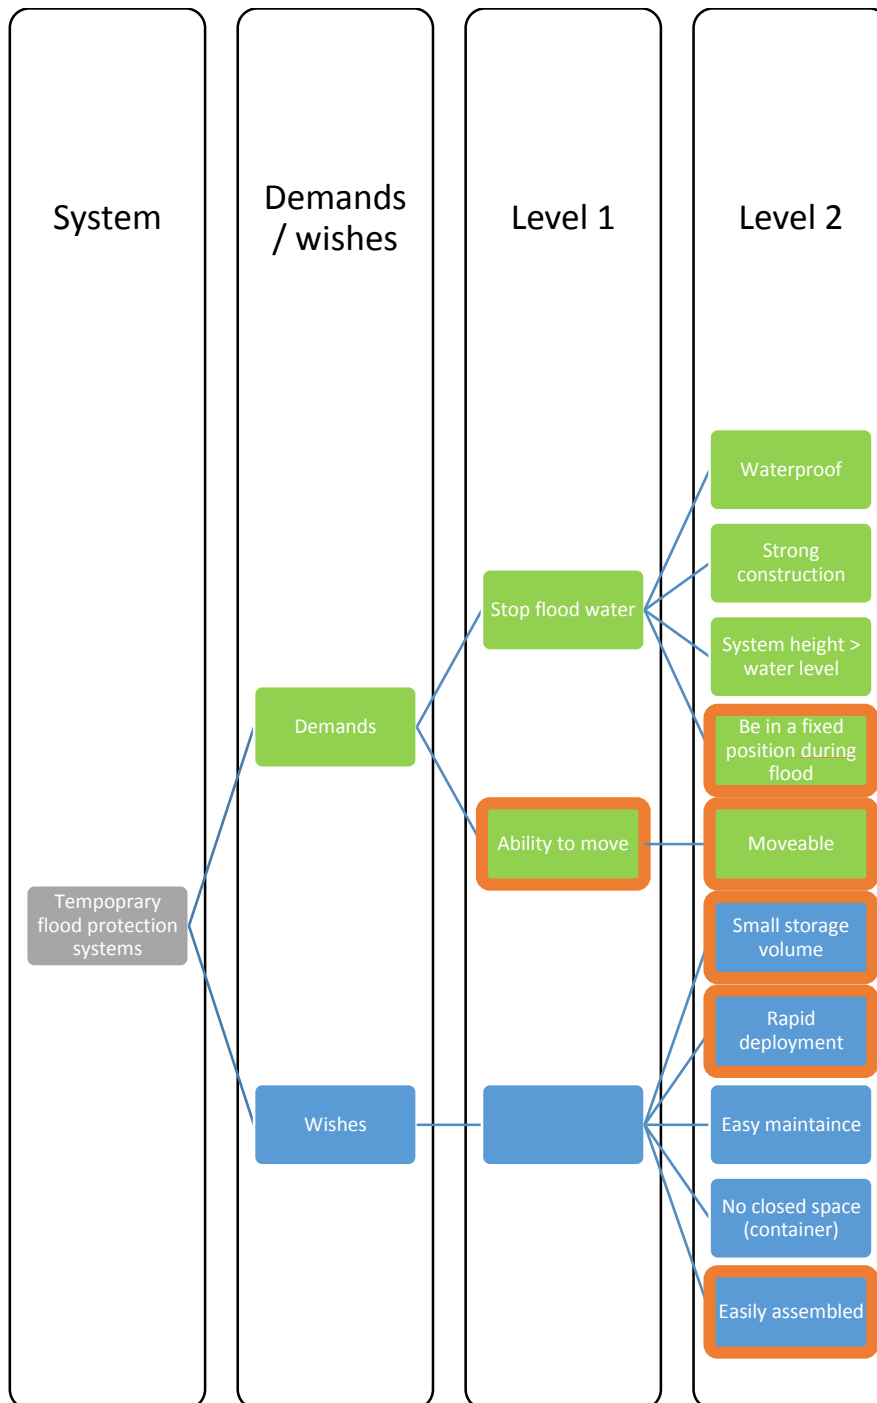 System
Demands
/ wishes
Level 1
Level 2
Waterproof
Strong
construction
Stop flood water
System height >
water level
Demands
Be in a fixed
position during
flood
Ability to move
Moveable
Tempoprary
flood protection
systems
Small storage
volume
Rapid
deployment
Wishes
Easy maintaince
No closed space
(container)
Easily assembled